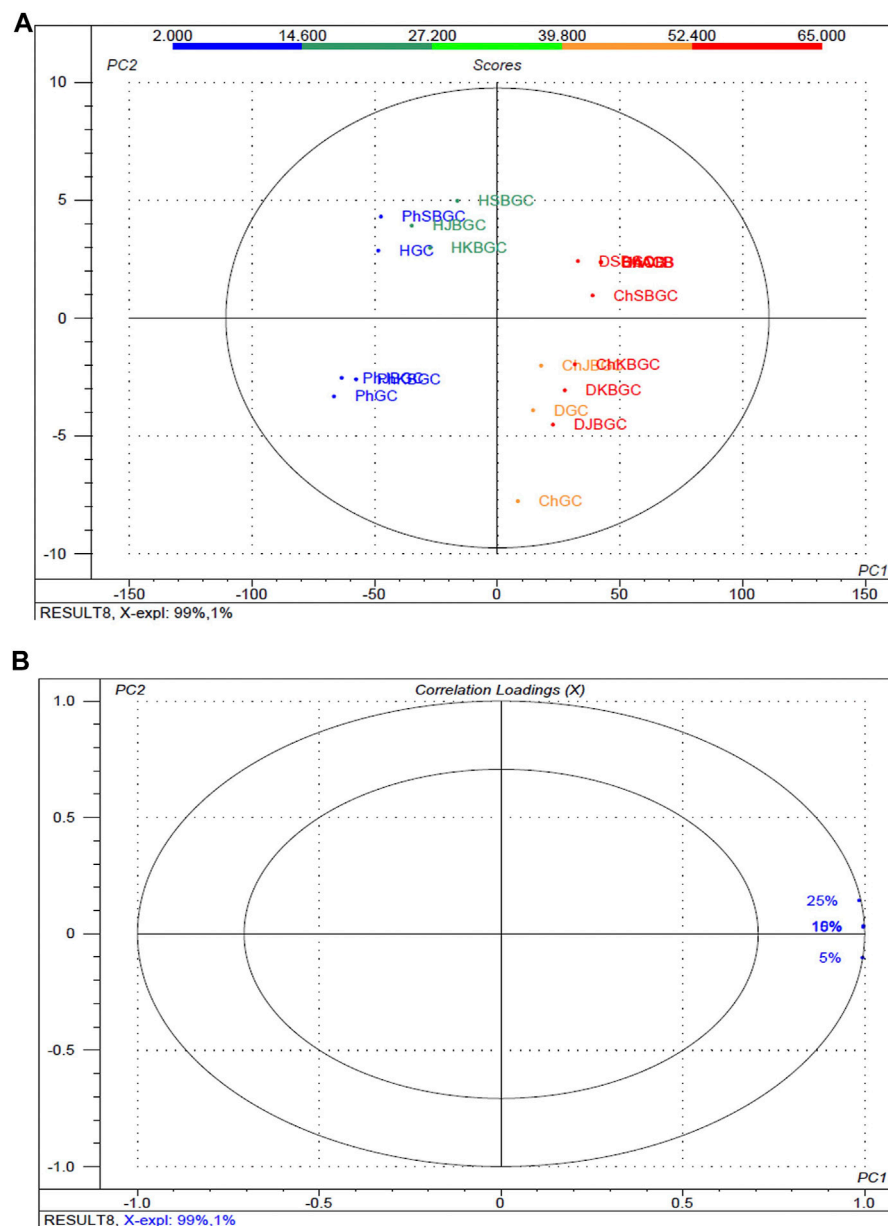 A
2.000 14.600 27.200 39.800 52.400 65.000
PC2 Scores
10
5
0
-5
-10
HSBGC
PhSBGC
HJBGC
HGC HKBGC
ChSBGC
ChKBGC
PhKBGC
DKBGC
PhGC
DGC
DJBGC
ChGC
PC1
-150 -100 -50 0 50 100 150
RESULT8, X-expl: 99%,1%
B
PC2 Correlation Loadings (X)
1.0
0.5
0
-0.5
-1.0
25%
5%
PC1
-1.0 -0.5 0 0.5 1.0
RESULT8, X-expl: 99%,1%